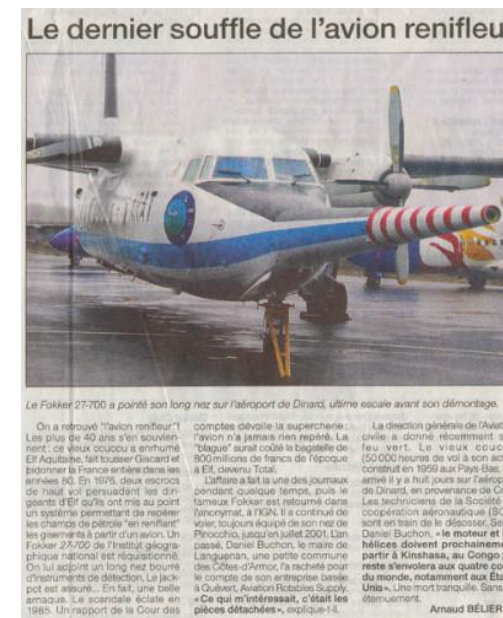 Le dernier souffle de l'avion renifleu
Le Fokker 27-700 a pointé son long nez sur l'aéroport de Dinard, ultime escale avant son démontage.
On a retrouvé "l'avion renifleur"!
Les plus de 40 ans s'en souvien-
nent : ce vieux coucou a enrhumé
Elf Aquitaine, fait tousser Giscard et
bidonner la France entière dans les
années 80. En 1976, deux escrocs
de haut vol persuadent les diri-
geants d'Elf qu'ils ont mis au point
un système permettant de repérer
les champs de pétrole "en reniflant"
les gisements à partir d'un avion. Un
Fokker 27-700 de l'Institut géogra-
phique national est réquisitionné.
On lui adjoint un long nez bourré
d'instruments de détection. Le jack-
pot est assuré... En fait, une belle
arnaque. Le scandale éclate en
1985. Un rapport de la Cour des
comptes dévoile la supercherie :
l'avion n'a jamais rien repéré. La
"blague" aurait coûté la bagatelle de
800 millions de francs de l'époque
à Elf, devenu Total.
L'affaire a fait la une des journaux
pendant quelque temps, puis le
fameux Fokker est retourné dans
l'anonymat, à l'IGN. Il a continué de
voler, toujours équipé de son nez de
Pinocchio, jusqu'en juillet 2001. L'an
passé, Daniel Buchon, le maire de
Languenan, une petite commune
des Côtes-d'Armor, l'a racheté pour
le compte de son entreprise basée
à Quévert, Aviation Rotables Supply.
« Ce qui m'intéressait, c'était les
pièces détachées », explique-t-il.
La direction générale de l'Aviat
civile a donné récemment s
feu vert. Le vieux couc
(50 000 heures de vol à son act
construit en 1959 aux Pays-Bas,
arrivé il y a huit jours sur l'aérop
de Dinard, en provenance de Cr
Les techniciens de la Société
coopération aéronautique (SO
sont en train de le désosser. Se
Daniel Buchon, « le moteur et
hélices doivent prochaineme
partir à Kinshasa, au Congo ;
reste s'envolera aux quatre co
du monde, notamment aux Éta
Unis ». Une mort tranquille. Sans
éternuement.
Arnaud BÉLIER